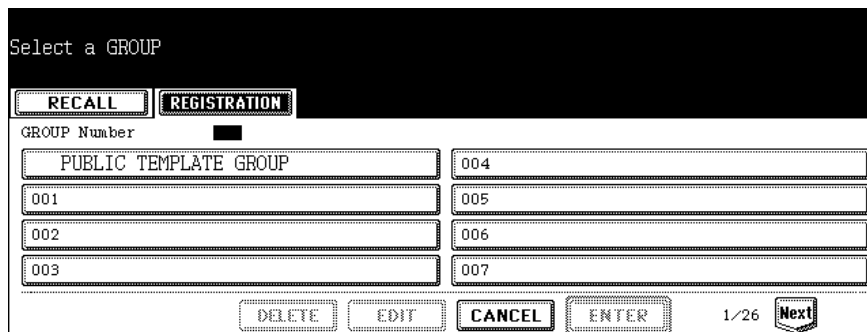 Select a GROUP
RECALL REGISTRATION
GROUP Number
PUBLIC TEMPLATE GROUP 004
001 005
002 006
003 007
DELETE EDIT CANCEL ENTER 1/26 Next